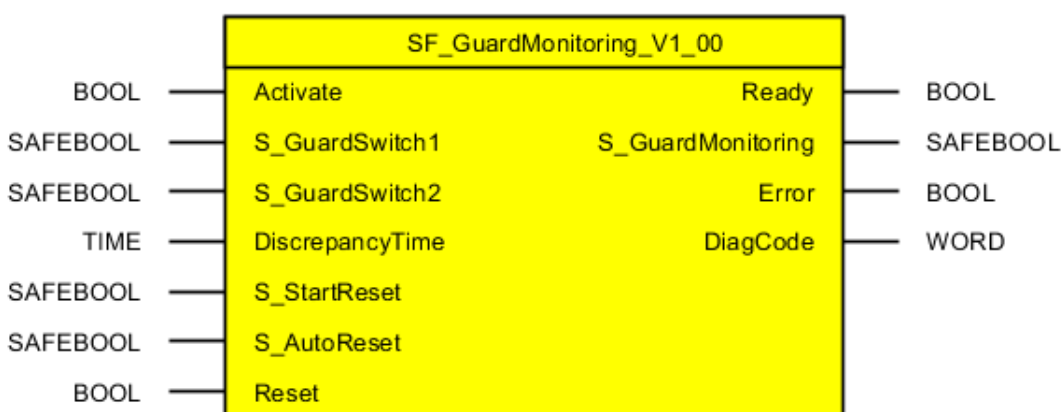 SF_GuardMonitoring_V1_00
BOOL Activate Ready BOOL
SAFEBOOL S_GuardSwitch1 S_GuardMonitoring SAFEBOOL
SAFEBOOL S_GuardSwitch2 Error BOOL
TIME DiscrepancyTime DiagCode WORD
SAFEBOOL S_StartReset
SAFEBOOL S_AutoReset
BOOL Reset